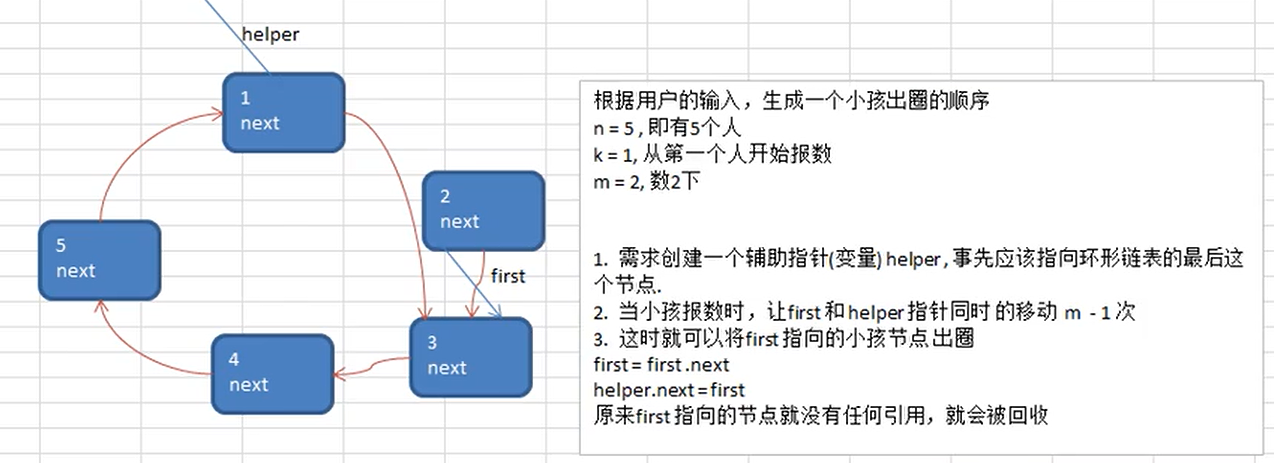 helper
1
next
2
next
5
next
first
3
next
4
next
根据用户的输入，生成一个小孩出圈的顺序
n = 5 , 即有5个人
k = 1, 从第一个人开始报数
m = 2, 数2下
1. 需求创建一个辅助指针(变量) helper , 事先应该指向环形链表的最后这
个节点.
2. 当小孩报数时，让first 和 helper 指针同时 的移动 m - 1 次
3. 这时就可以将first 指向的小孩节点 出圈
first = first .next
helper.next = first
原来first 指向的节点就没有任何引用，就会被回收